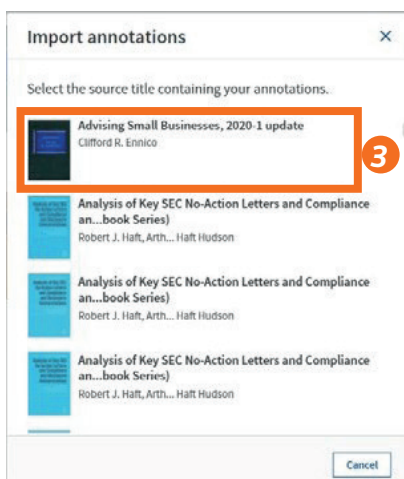 Import annotations ×
Select the source title containing your annotations.
Advising Small Businesses, 2020-1 update
Clifford R. Ennico
3
Analysis of Key SEC No-Action Letters and Compliance
an...book Series)
Robert J. Haft, Arth... Haft Hudson
Analysis of Key SEC No-Action Letters and Compliance
an...book Series)
Robert J. Haft, Arth... Haft Hudson
Analysis of Key SEC No-Action Letters and Compliance
an...book Series)
Robert J. Haft, Arth... Haft Hudson
Cancel